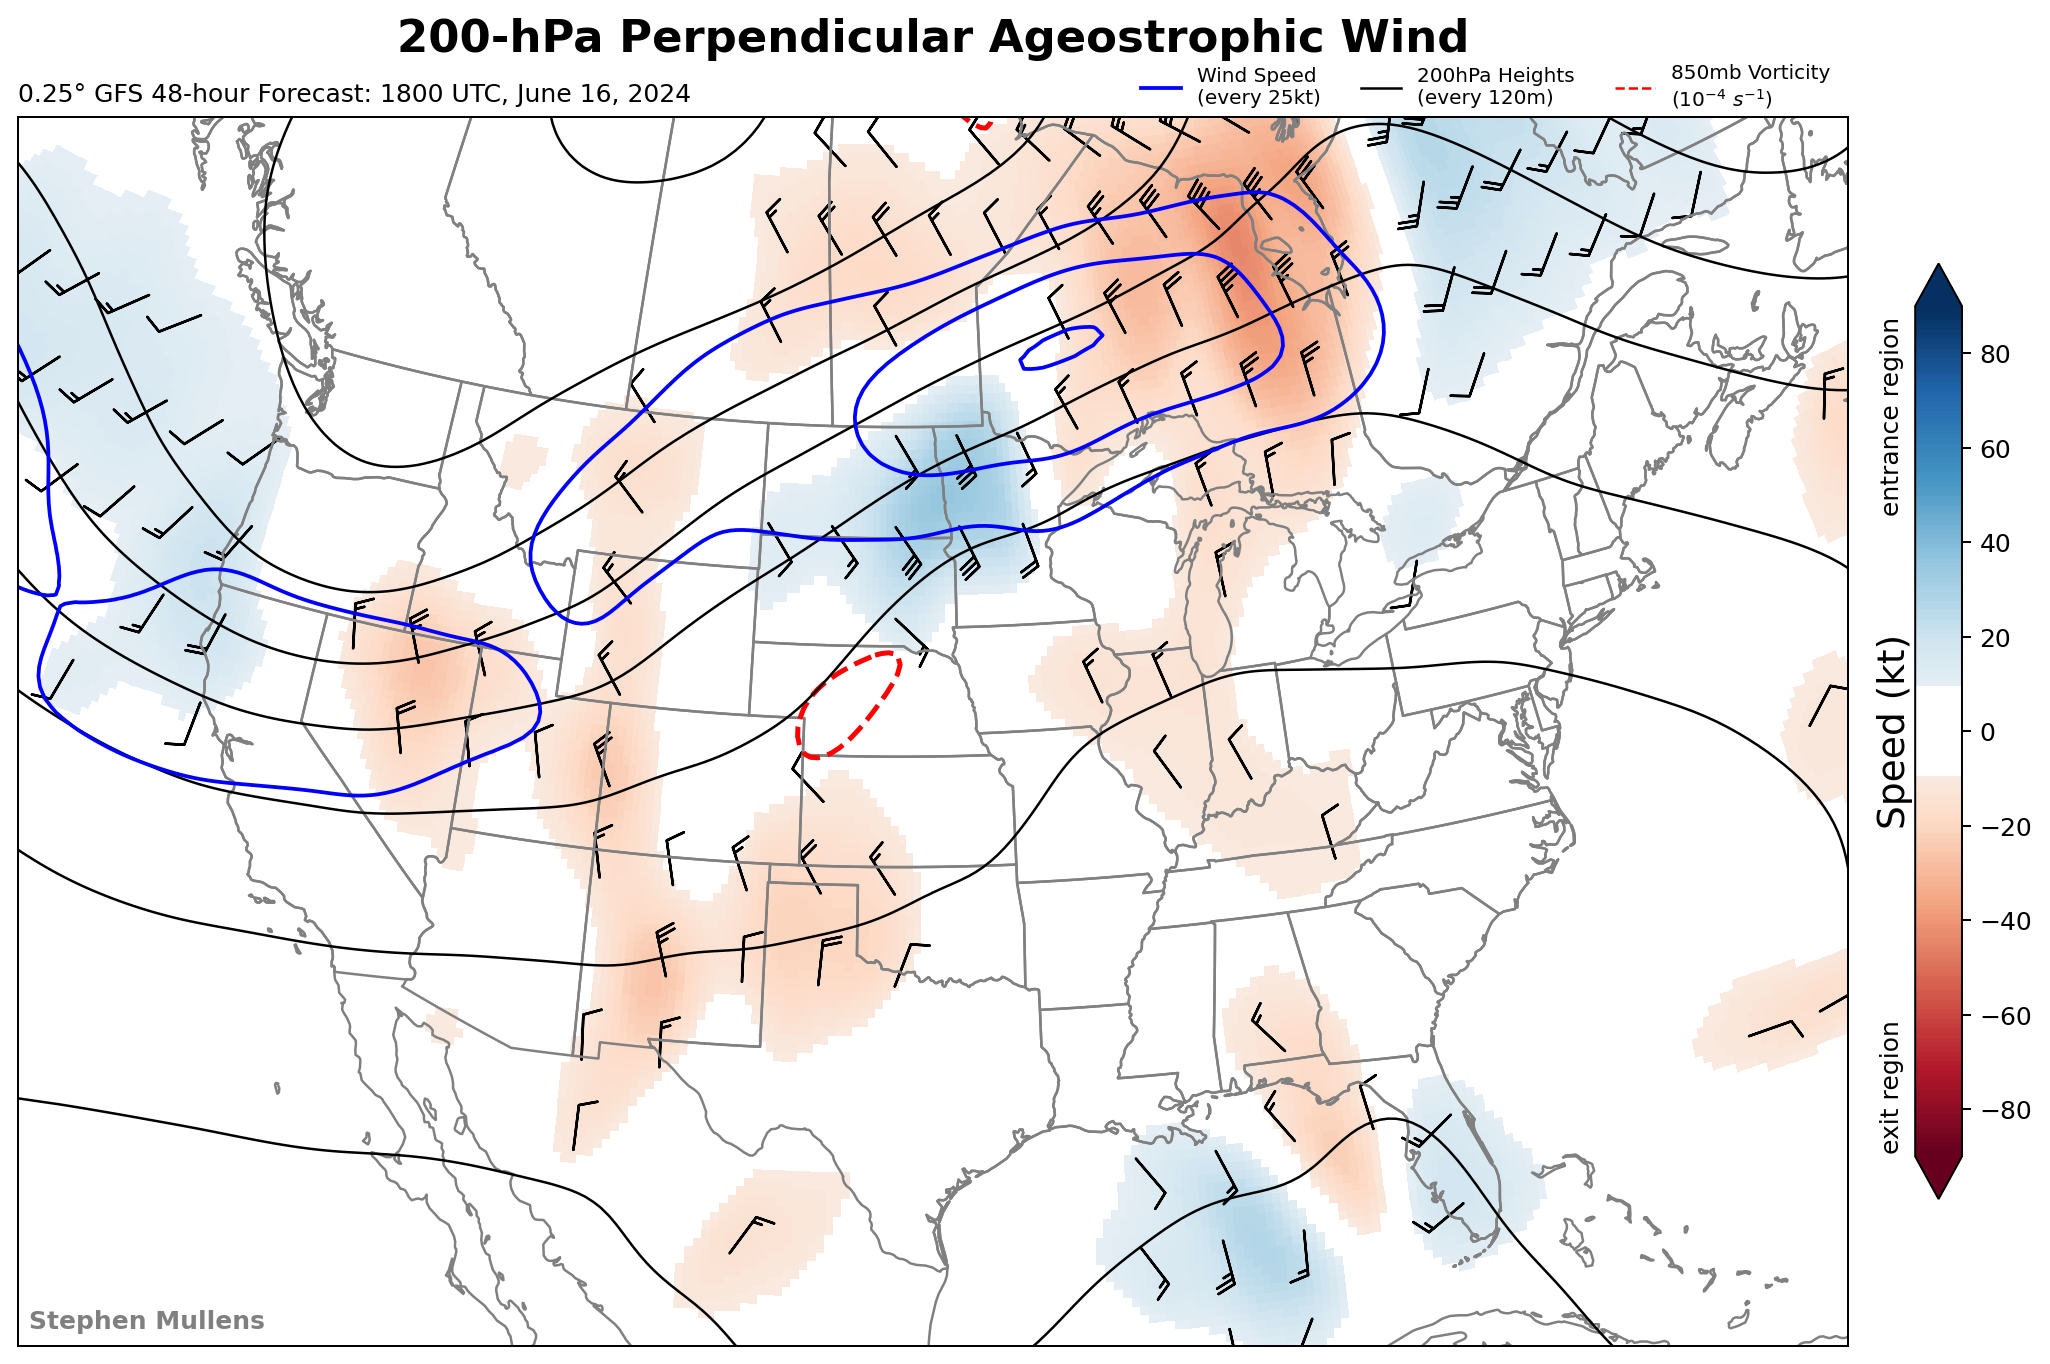 200-hPa Perpendicular Ageostrophic Wind
0.25° GFS 48-hour Forecast: 1800 UTC, June 16, 2024
Wind Speed
(every 25kt)
200hPa Heights
(every 120m)
850mb Vorticity
(10⁻⁴ s⁻¹)
entrance region
Speed (kt)
exit region
80
60
40
20
0
−20
−40
−60
−80
Stephen Mullens